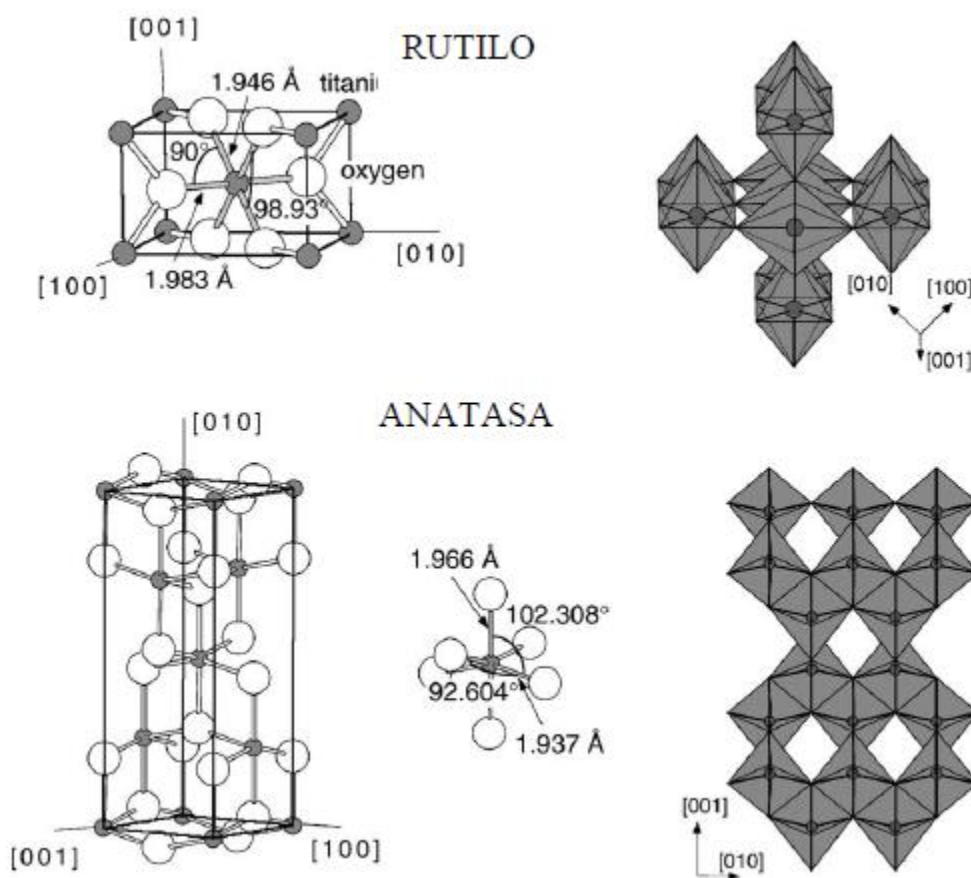 RUTILO
[001]
1.946 Å
titani
90°
oxygen
98.93°
[010]
[100]
1.983 Å
[010]
[100]
[001]
ANATASA
[010]
1.966 Å
102.308°
92.604°
1.937 Å
[001]
[100]
[001]
[010]